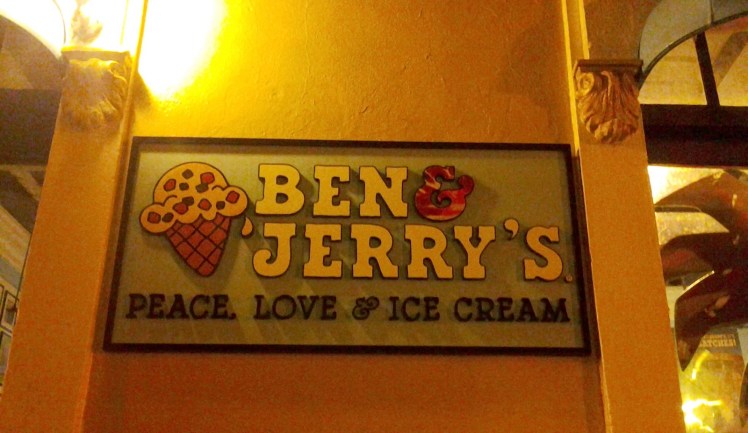 BEN &
JERRY'S.
PEACE, LOVE & ICE CREAM